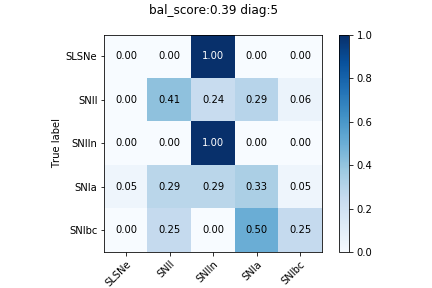 bal_score:0.39 diag:5
True label
SLSNe 0.00 0.00 1.00 0.00 0.00
SNII 0.00 0.41 0.24 0.29 0.06
SNIIn 0.00 0.00 1.00 0.00 0.00
SNIa 0.05 0.29 0.29 0.33 0.05
SNIbc 0.00 0.25 0.00 0.50 0.25
SLSNe SNII SNIIn SNIa SNIbc
1.0
0.8
0.6
0.4
0.2
0.0